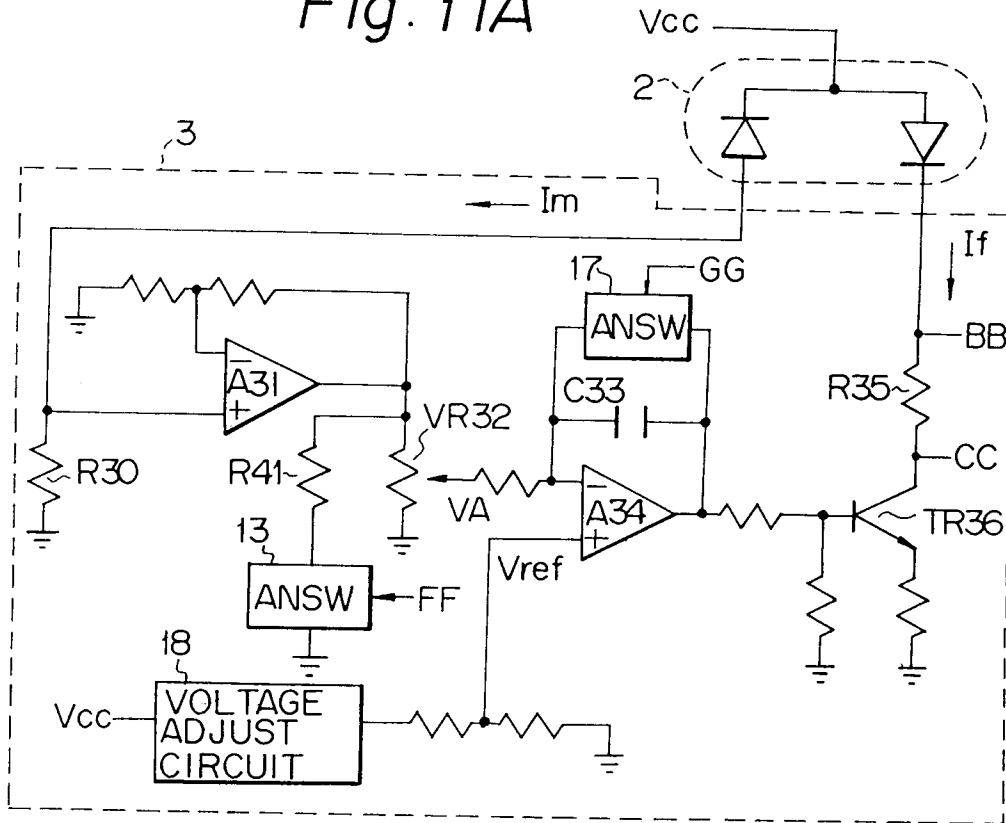 Fig. 11A
Vcc
2
3
Im
If
17
GG
ANSW
BB
A31
−
+
C33
R35
VR32
R30
R41
CC
VA
−
A34
+
TR36
13
Vref
ANSW
FF
18
Vcc
VOLTAGE
ADJUST
CIRCUIT